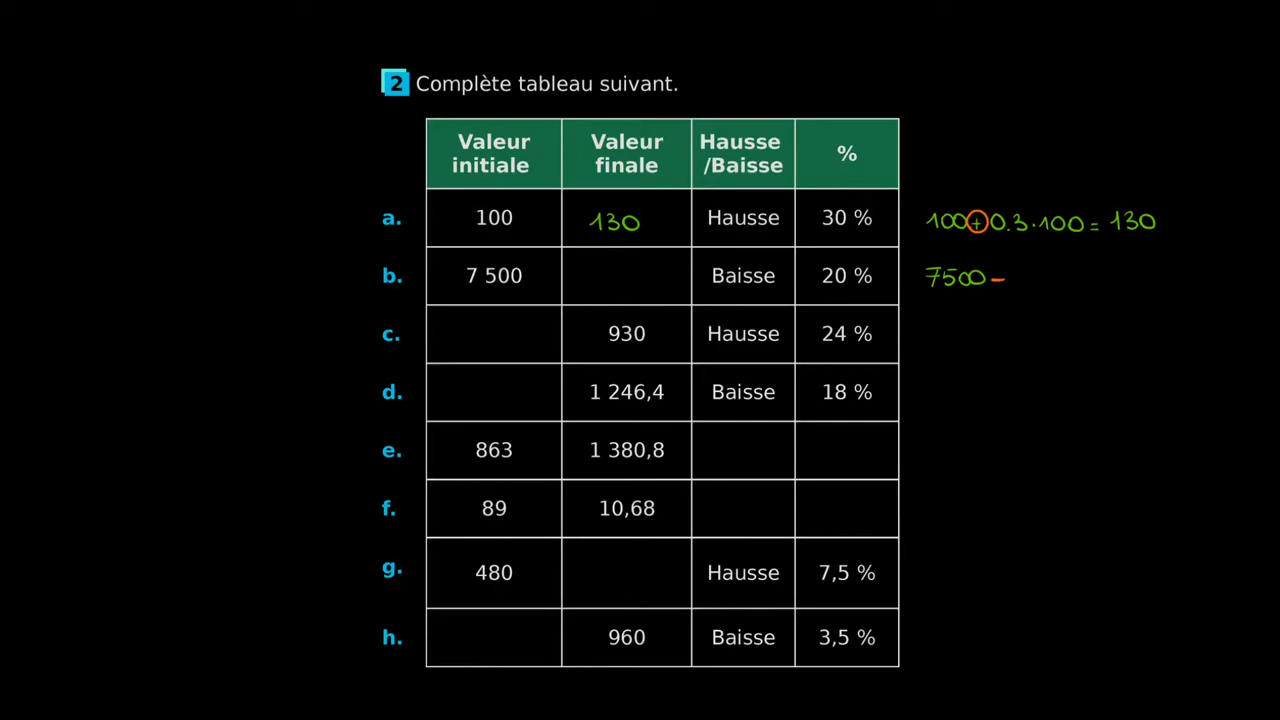 2 Complète tableau suivant.
Valeur initiale Valeur finale Hausse /Baisse %
a. 100 130 Hausse 30 % 100 + 0.3 · 100 = 130
b. 7 500 Baisse 20 % 7500 -
c. 930 Hausse 24 %
d. 1 246,4 Baisse 18 %
e. 863 1 380,8
f. 89 10,68
g. 480 Hausse 7,5 %
h. 960 Baisse 3,5 %